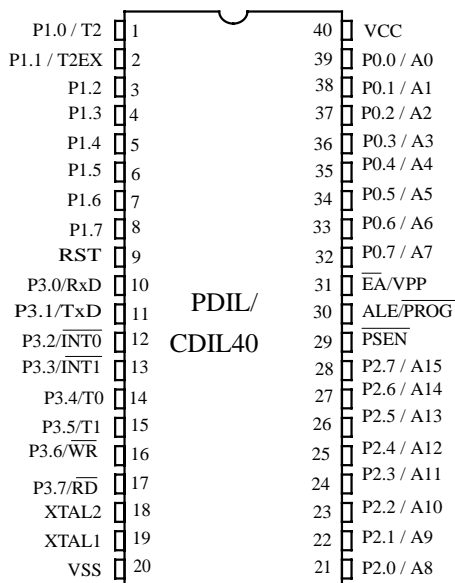 P1.0 / T2 1 40 VCC
P1.1 / T2EX 2 39 P0.0 / A0
P1.2 3 38 P0.1 / A1
P1.3 4 37 P0.2 / A2
P1.4 5 36 P0.3 / A3
P1.5 6 35 P0.4 / A4
P1.6 7 34 P0.5 / A5
P1.7 8 33 P0.6 / A6
RST 9 32 P0.7 / A7
P3.0/RxD 10 31 E̅A̅/VPP
P3.1/TxD 11 PDIL/ 30 ALE/P̅R̅O̅G̅
P3.2/I̅N̅T̅0̅ 12 CDIL40 29 P̅S̅E̅N̅
P3.3/I̅N̅T̅1̅ 13 28 P2.7 / A15
P3.4/T0 14 27 P2.6 / A14
P3.5/T1 15 26 P2.5 / A13
P3.6/W̅R̅ 16 25 P2.4 / A12
P3.7/R̅D̅ 17 24 P2.3 / A11
XTAL2 18 23 P2.2 / A10
XTAL1 19 22 P2.1 / A9
VSS 20 21 P2.0 / A8